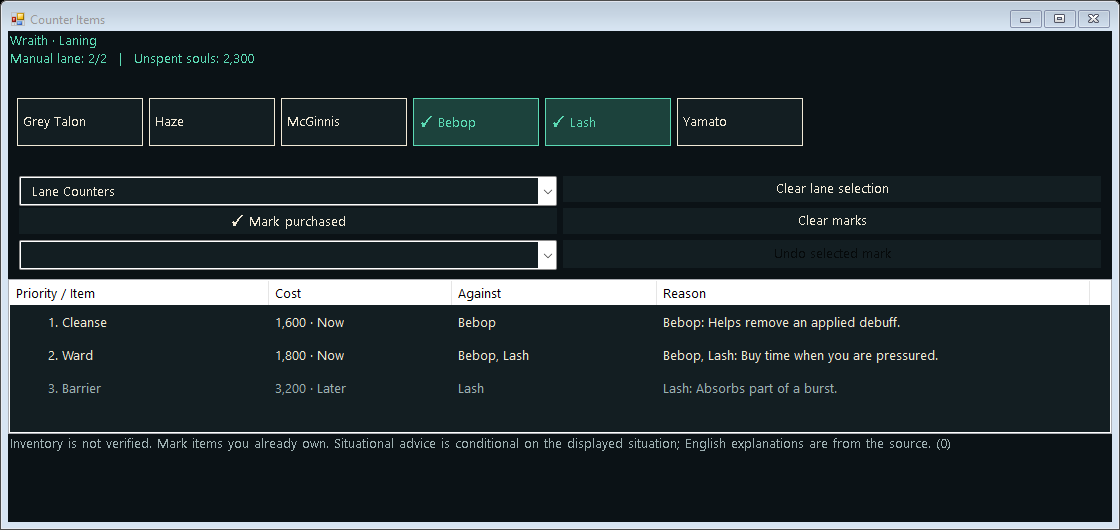 Counter Items
Wraith · Laning
Manual lane: 2/2 | Unspent souls: 2,300
Grey Talon Haze McGinnis ✓ Bebop ✓ Lash Yamato
Lane Counters Clear lane selection
✓ Mark purchased Clear marks
Undo selected mark
Priority / Item Cost Against Reason
1. Cleanse 1,600 · Now Bebop Bebop: Helps remove an applied debuff.
2. Ward 1,800 · Now Bebop, Lash Bebop, Lash: Buy time when you are pressured.
3. Barrier 3,200 · Later Lash Lash: Absorbs part of a burst.
Inventory is not verified. Mark items you already own. Situational advice is conditional on the displayed situation; English explanations are from the source. (0)